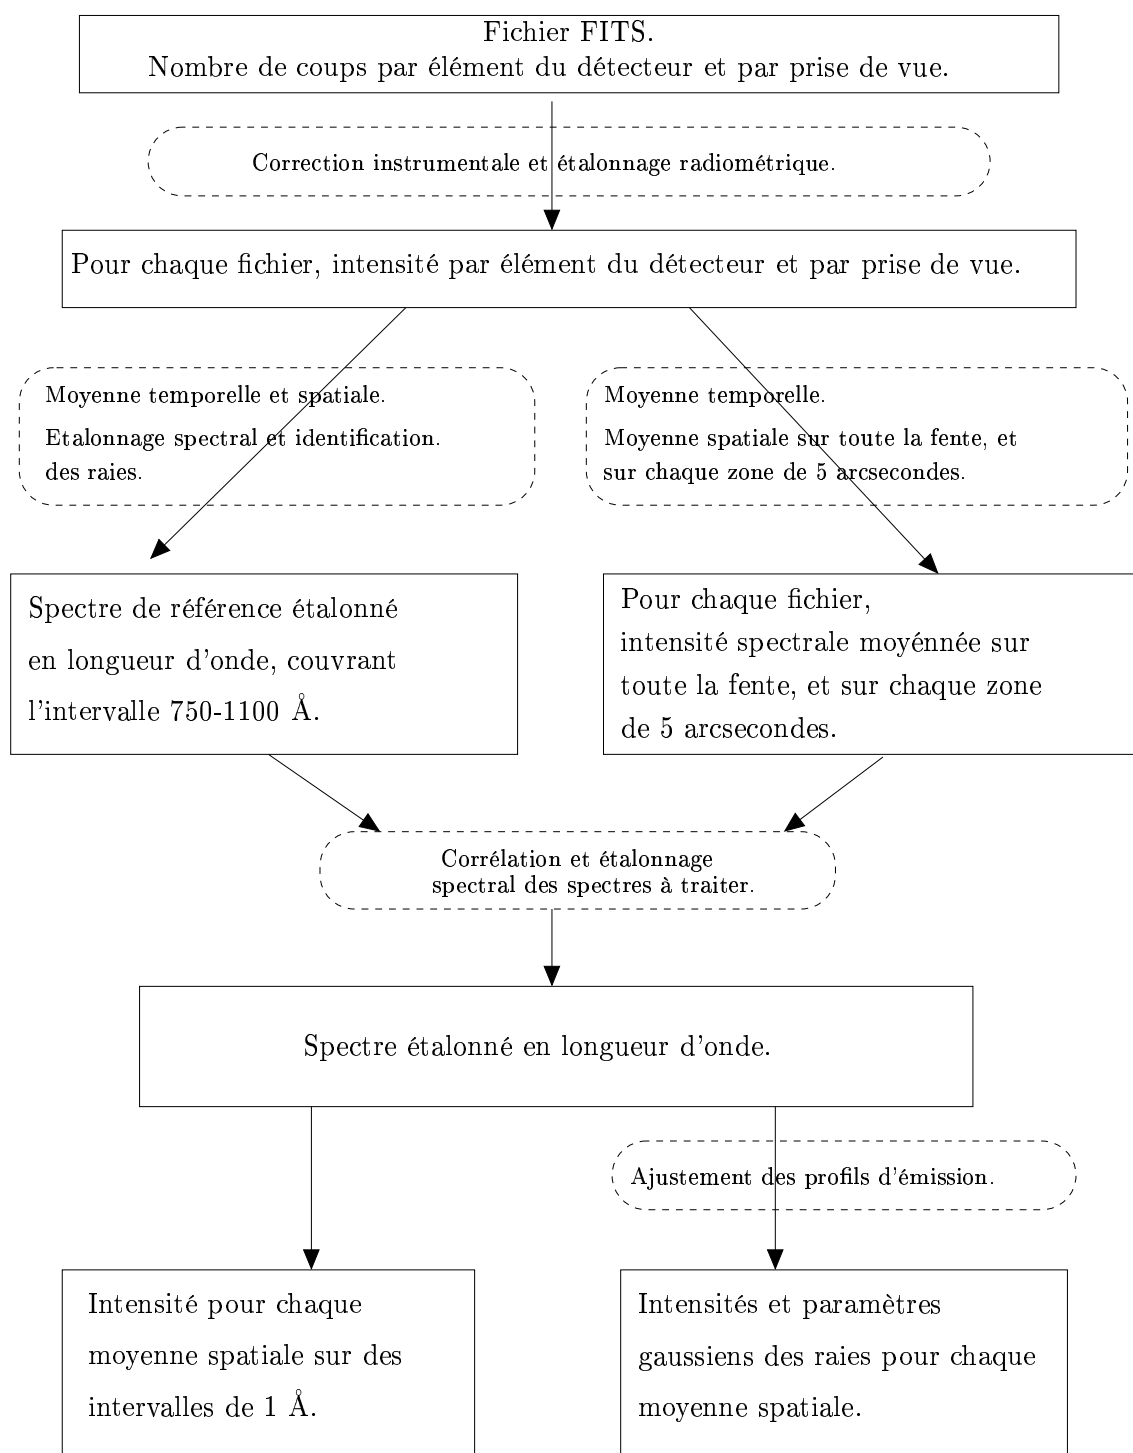 Fichier FITS.
Nombre de coups par élément du détecteur et par prise de vue.
Correction instrumentale et étalonnage radiométrique.
Pour chaque fichier, intensité par élément du détecteur et par prise de vue.
Moyenne temporelle et spatiale.
Etalonnage spectral et identification.
des raies.
Moyenne temporelle.
Moyenne spatiale sur toute la fente, et
sur chaque zone de 5 arcsecondes.
Spectre de référence étalonné
en longueur d'onde, couvrant
l'intervalle 750-1100 Å.
Pour chaque fichier,
intensité spectrale moyénnée sur
toute la fente, et sur chaque zone
de 5 arcsecondes.
Corrélation et étalonnage
spectral des spectres à traiter.
Spectre étalonné en longueur d'onde.
Ajustement des profils d'émission.
Intensité pour chaque
moyenne spatiale sur des
intervalles de 1 Å.
Intensités et paramètres
gaussiens des raies pour chaque
moyenne spatiale.